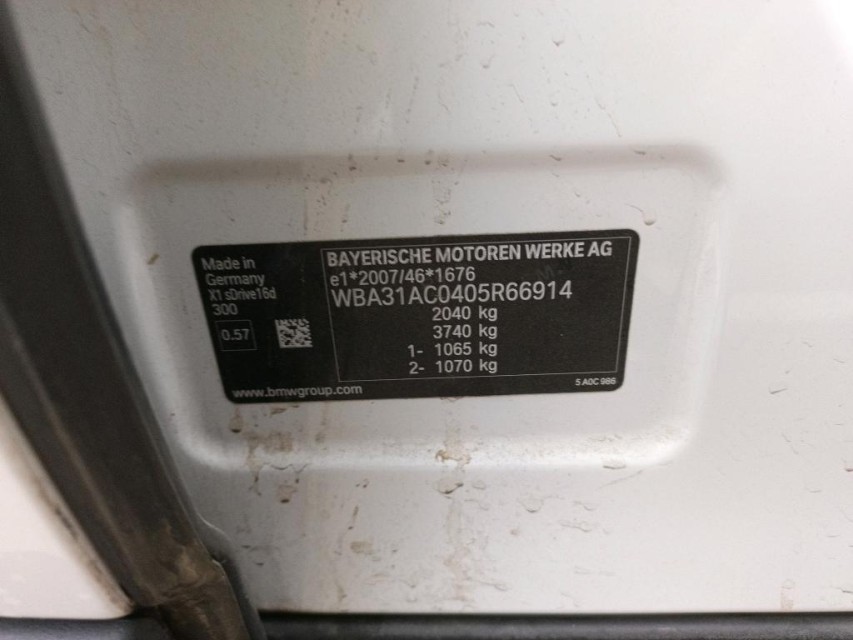 Made in
Germany
X1 sDrive16d
300
0.57
www.bmwgroup.com
BAYERISCHE MOTOREN WERKE AG
e1*2007/46*1676
WBA31AC0405R66914
2040 kg
3740 kg
1- 1065 kg
2- 1070 kg
5 A0C 986